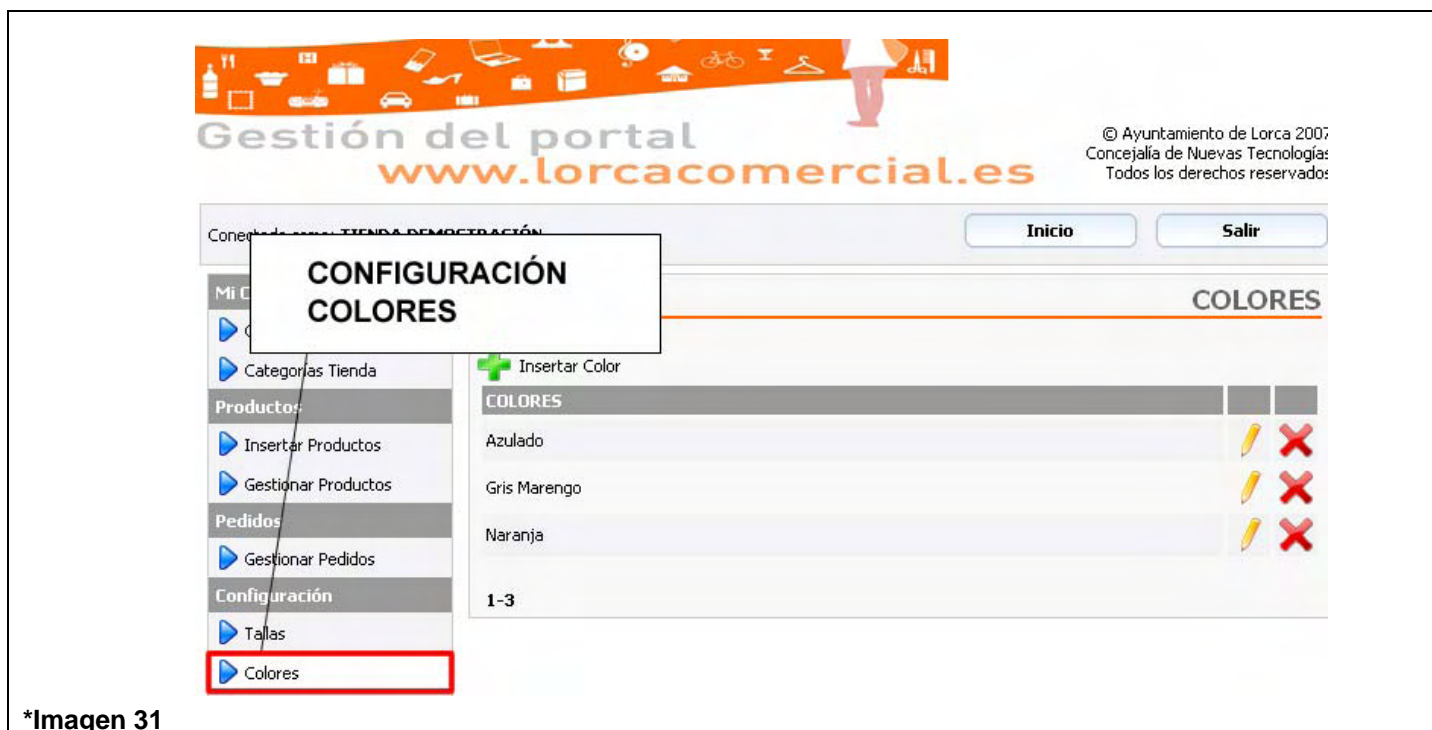 Gestión del portal
www.lorcacomercial.es
© Ayuntamiento de Lorca 2007
Concejalía de Nuevas Tecnologías
Todos los derechos reservados
TIENDA DEMOSTRACIÓN
Inicio
Salir
CONFIGURACIÓN
COLORES
COLORES
Insertar Color
Categorías Tienda
Productos
Insertar Productos
Gestionar Productos
Pedidos
Gestionar Pedidos
Configuración
Tallas
Colores
COLORES
Azulado
Gris Marengo
Naranja
1-3
*Imagen 31